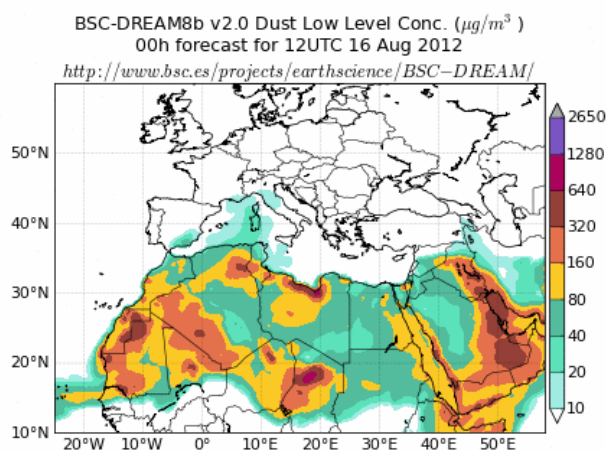 BSC-DREAM8b v2.0 Dust Low Level Conc. (μg/m³ )
00h forecast for 12UTC 16 Aug 2012
http://www.bsc.es/projects/earthscience/BSC−DREAM/
2650
50°N 1280
640
40°N 320
30°N 160
80
20°N 40
20
10°N 10
20°W 10°W 0° 10°E 20°E 30°E 40°E 50°E